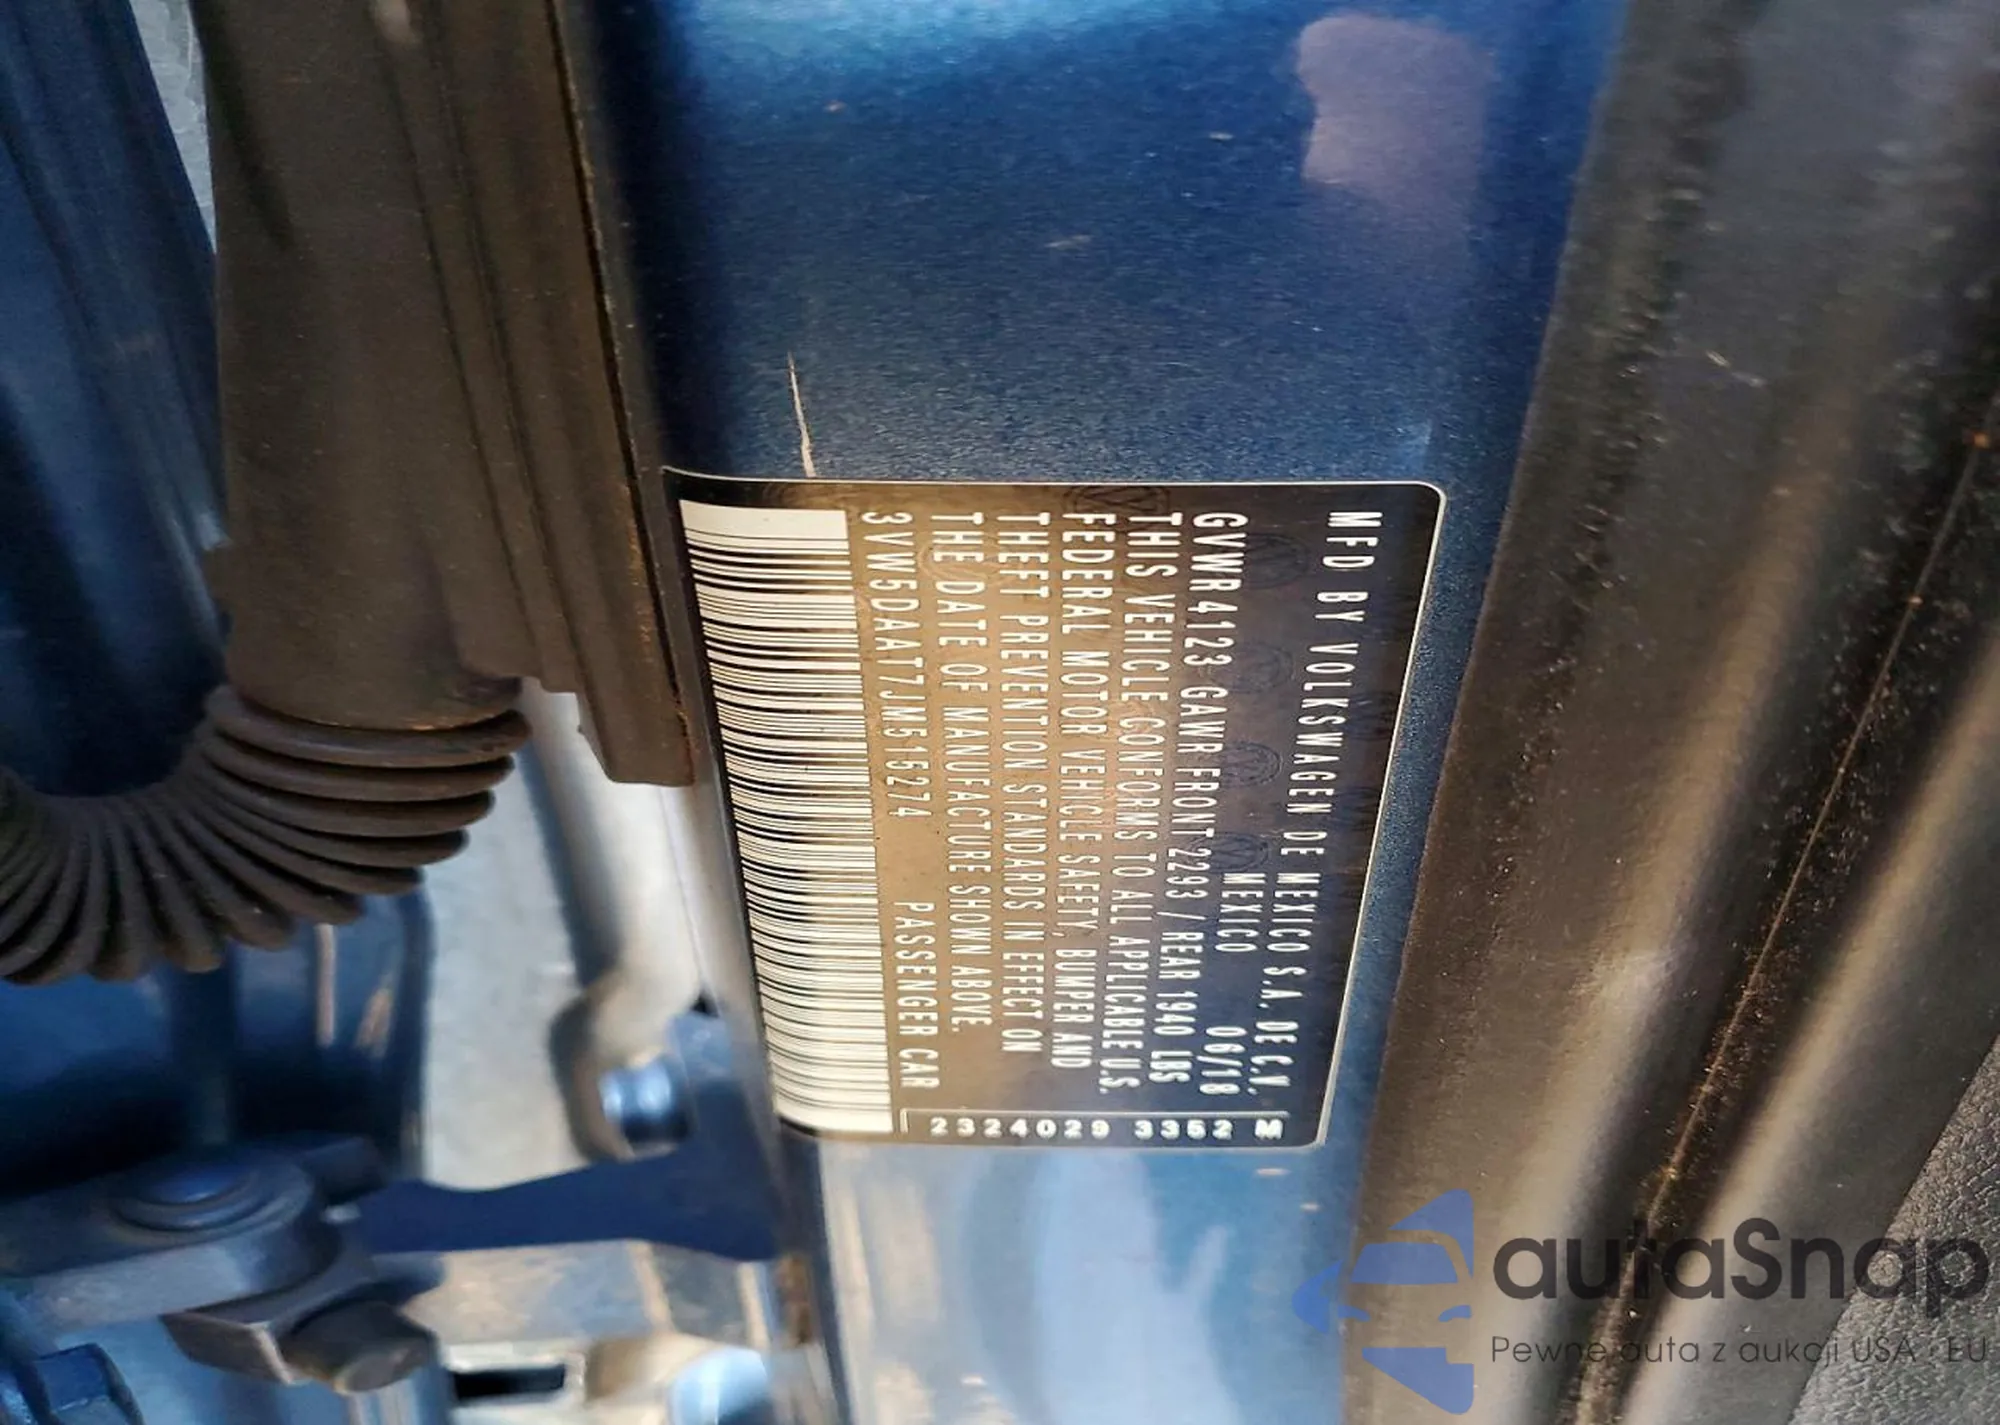 MFD BY VOLKSWAGEN DE MEXICO S.A. DE C.V.
MEXICO 06/18
GVWR4123 GAWR FRONT 2293 / REAR 1940 LBS
THIS VEHICLE CONFORMS TO ALL APPLICABLE U.S.
FEDERAL MOTOR VEHICLE SAFETY, BUMPER AND
THEFT PREVENTION STANDARDS IN EFFECT ON
THE DATE OF MANUFACTURE SHOWN ABOVE.
3VW5DAAT7JM515274 PASSENGER CAR
2324029 3352 M
autaSnap
Pewne auta z aukcji USA i EU